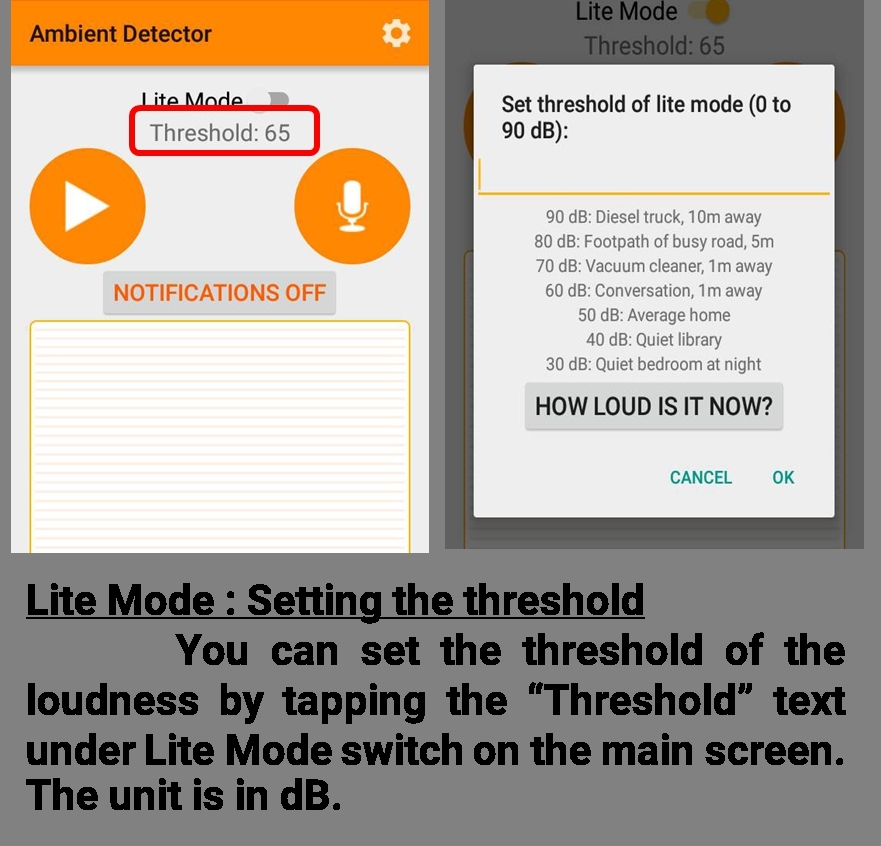 Ambient Detector
Lite Mode
Threshold: 65
NOTIFICATIONS OFF
Lite Mode
Threshold: 65
Set threshold of lite mode (0 to
90 dB):
90 dB: Diesel truck, 10m away
80 dB: Footpath of busy road, 5m
70 dB: Vacuum cleaner, 1m away
60 dB: Conversation, 1m away
50 dB: Average home
40 dB: Quiet library
30 dB: Quiet bedroom at night
HOW LOUD IS IT NOW?
CANCEL OK
Lite Mode : Setting the threshold
You can set the threshold of the
loudness by tapping the “Threshold” text
under Lite Mode switch on the main screen.
The unit is in dB.